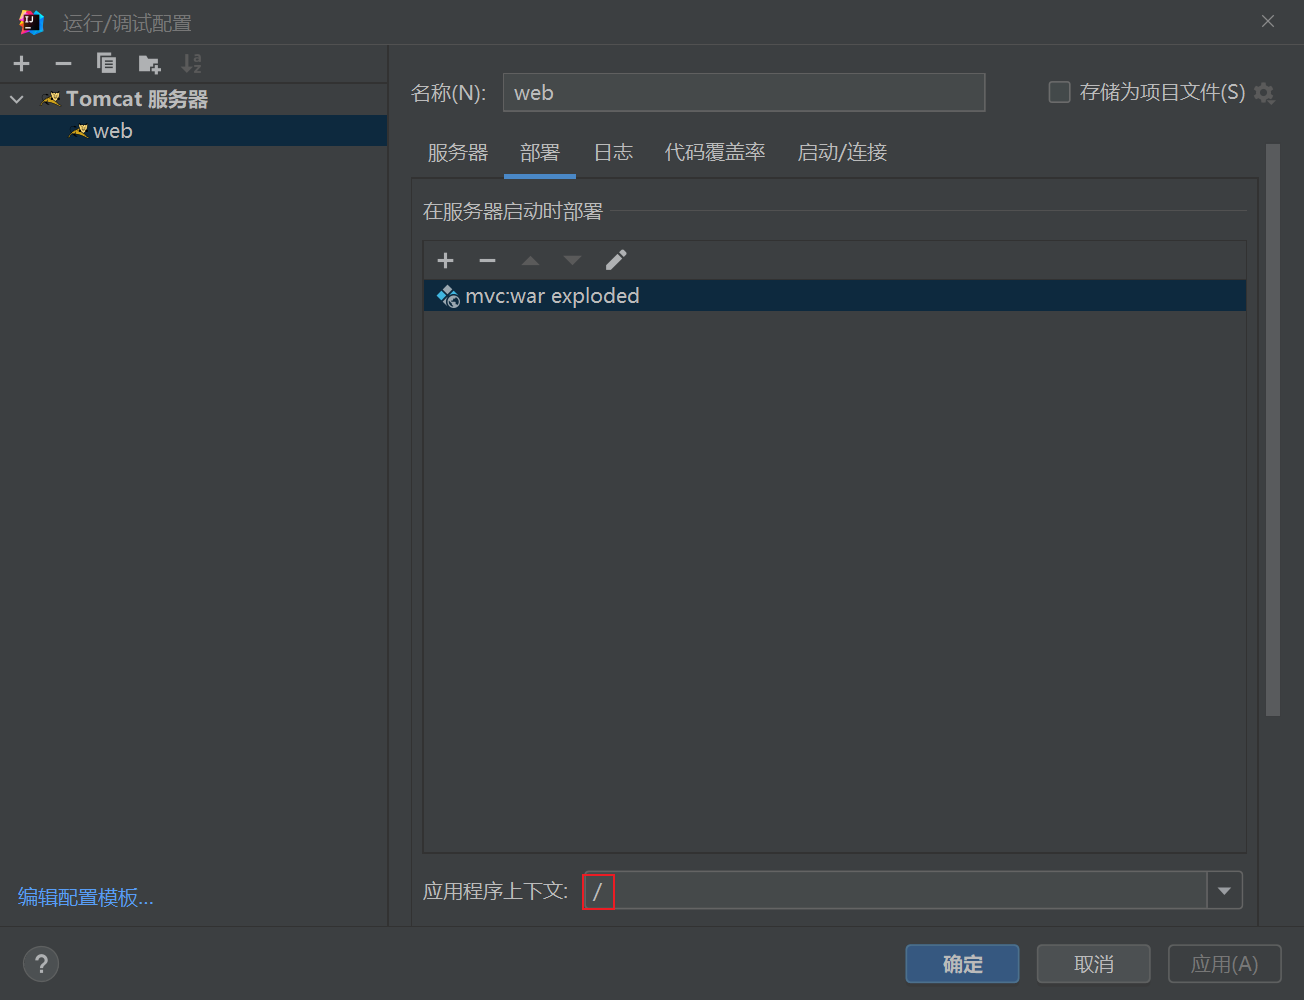 运行/调试配置
Tomcat 服务器
web
名称(N): web
存储为项目文件(S)
服务器 部署 日志 代码覆盖率 启动/连接
在服务器启动时部署
mvc:war exploded
应用程序上下文: /
编辑配置模板...
? 确定 取消 应用(A)